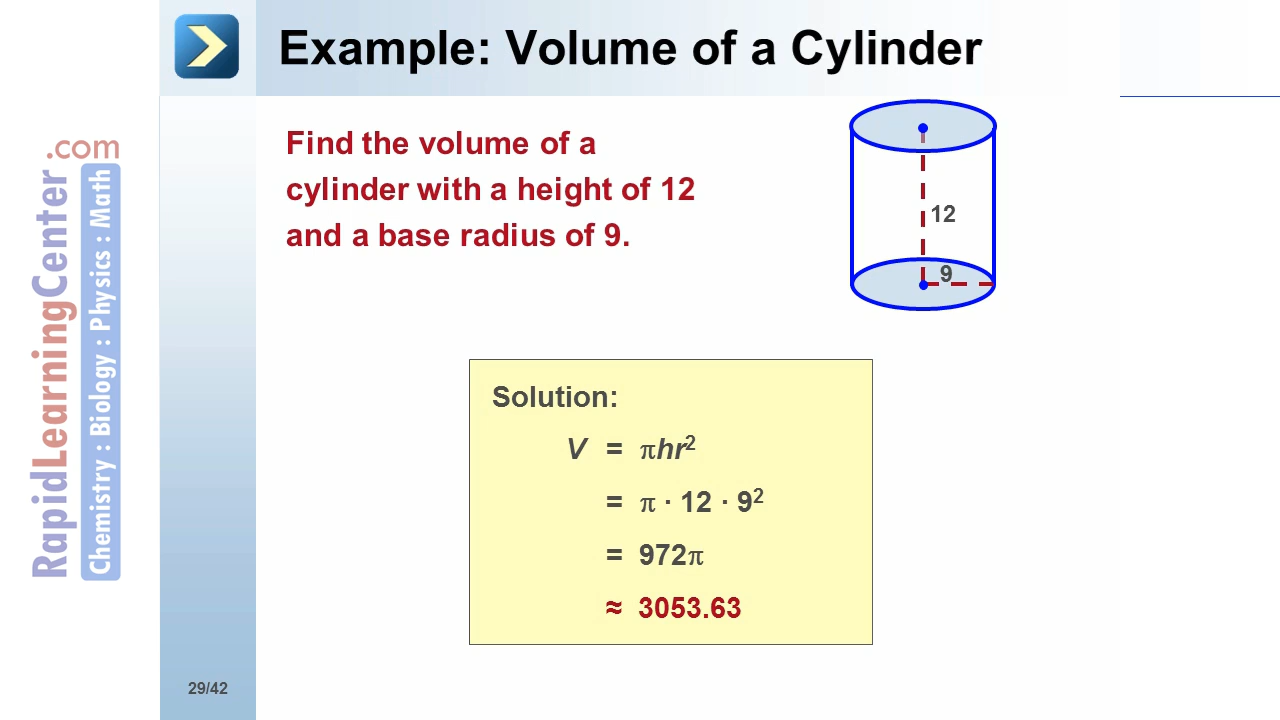 Example: Volume of a Cylinder
.com
RapidLearningCenter
Chemistry : Biology : Physics : Math
Find the volume of a
cylinder with a height of 12
and a base radius of 9.
12
9
Solution:
V = πhr²
= π · 12 · 9²
= 972π
≈ 3053.63
29/42